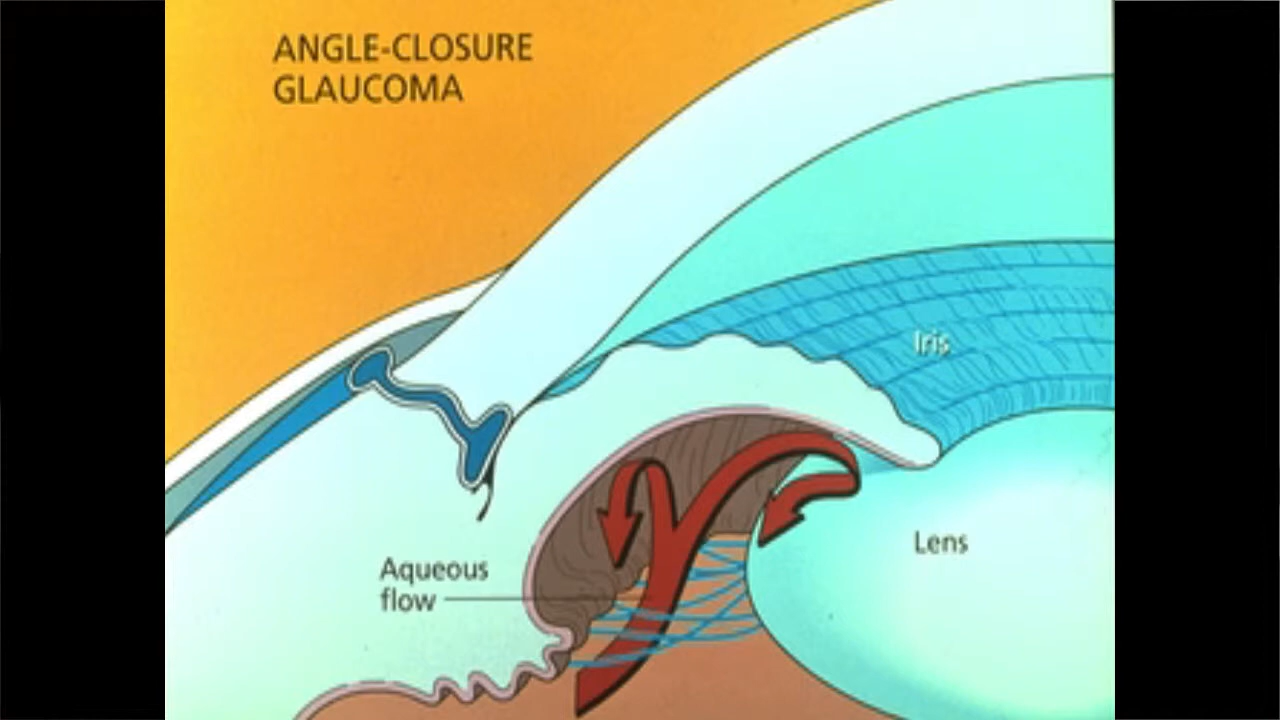 ANGLE-CLOSURE
GLAUCOMA
Iris
Lens
Aqueous
flow